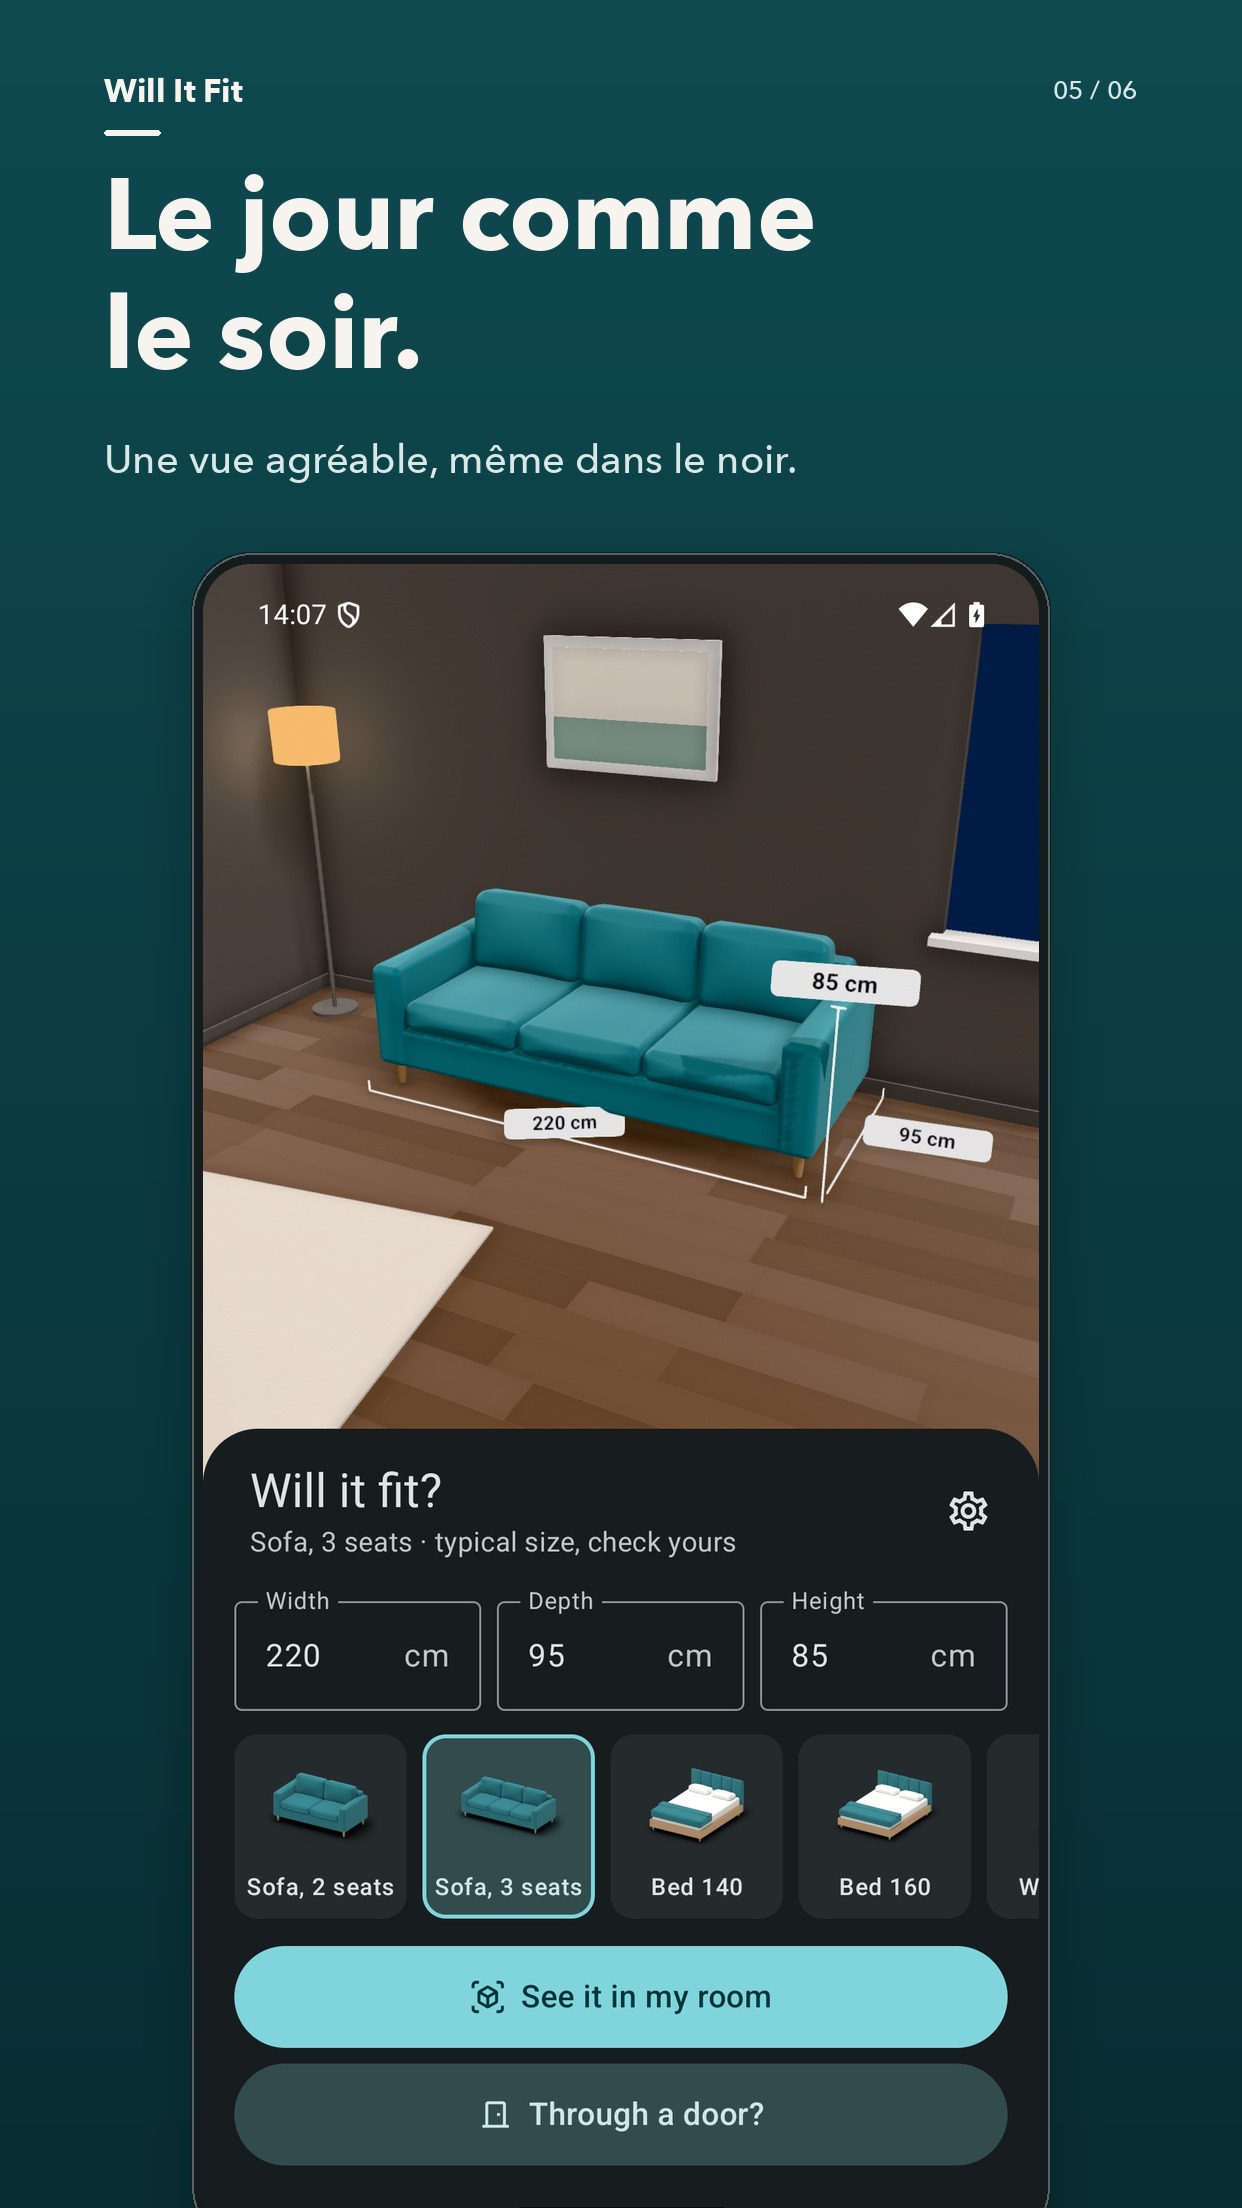 Will It Fit
05 / 06
Le jour comme
le soir.
Une vue agréable, même dans le noir.
14:07
85 cm
220 cm
95 cm
Will it fit?
Sofa, 3 seats · typical size, check yours
Width
Depth
Height
220 cm
95 cm
85 cm
Sofa, 2 seats
Sofa, 3 seats
Bed 140
Bed 160
W
See it in my room
Through a door?